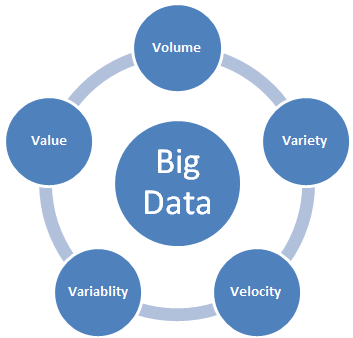 Volume
Variety
Velocity
Variablity
Value
Big
Data